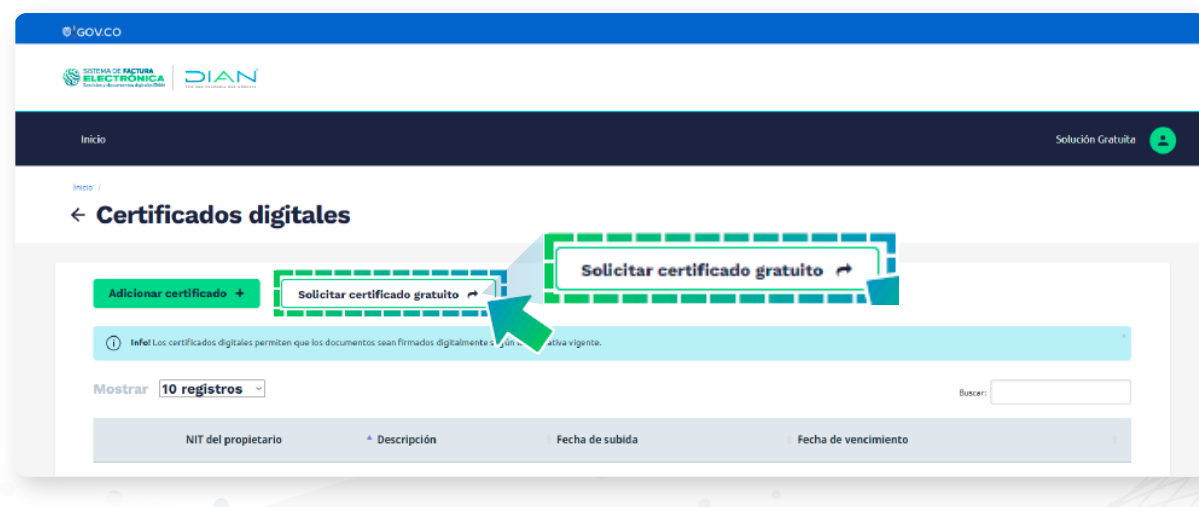 GOV.CO
SISTEMA DE FACTURA
ELECTRÓNICA
DIAN
Inicio
Solución Gratuita
Inicio /
← Certificados digitales
Solicitar certificado gratuito
Adicionar certificado +
Solicitar certificado gratuito
Info! Los certificados digitales permiten que los documentos sean firmados digitalmente vigente.
Mostrar 10 registros
Buscar:
NIT del propietario Descripción Fecha de subida Fecha de vencimiento